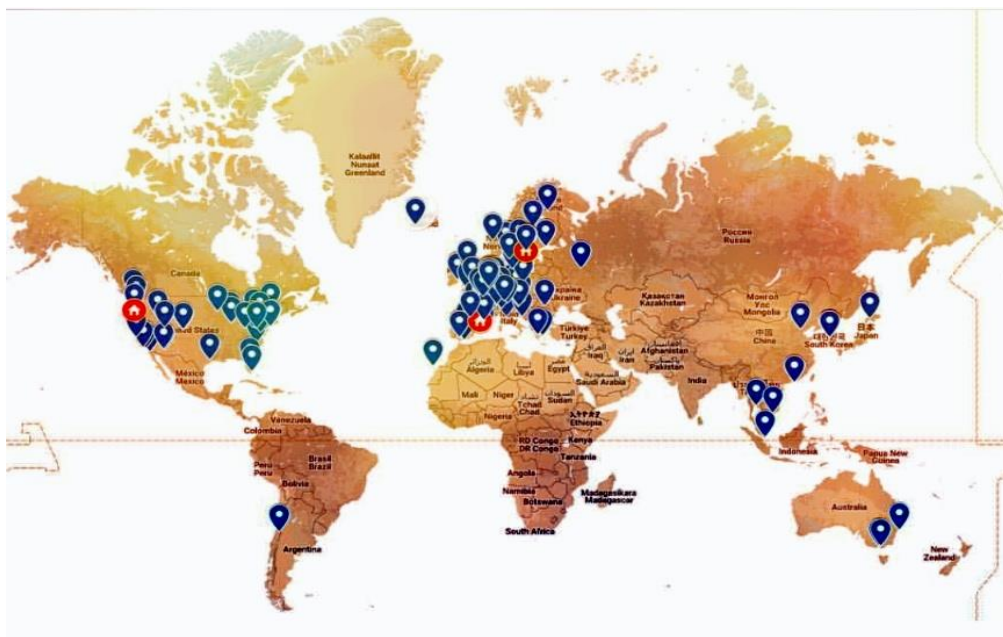 Kalaallit
Nunaat
Greenland
Россия
Russia
Canada
United States
México
Mexico
Україна
Ukraine
Italy
Türkiye
Turkey
Қазақстан
Kazakhstan
Монгол
Улс
Mongolia
中国
China
South Korea
日本
Japan
Algeria
Libya
Egypt
Iraq
Iran
Afghanistan
Pakistan
Saudi Arabia
India
Mali
Niger
Tchad
Chad
Sudan
Nigeria
ኢትዮጵያ
Ethiopia
RD Congo
DR Congo
Kenya
Tanzania
Angola
Namibia
Botswana
Madagasikara
Madagascar
South Africa
Venezuela
Colombia
Perú
Peru
Brasil
Brazil
Bolivia
Argentina
Indonesia
Papua New
Guinea
Australia
New
Zealand